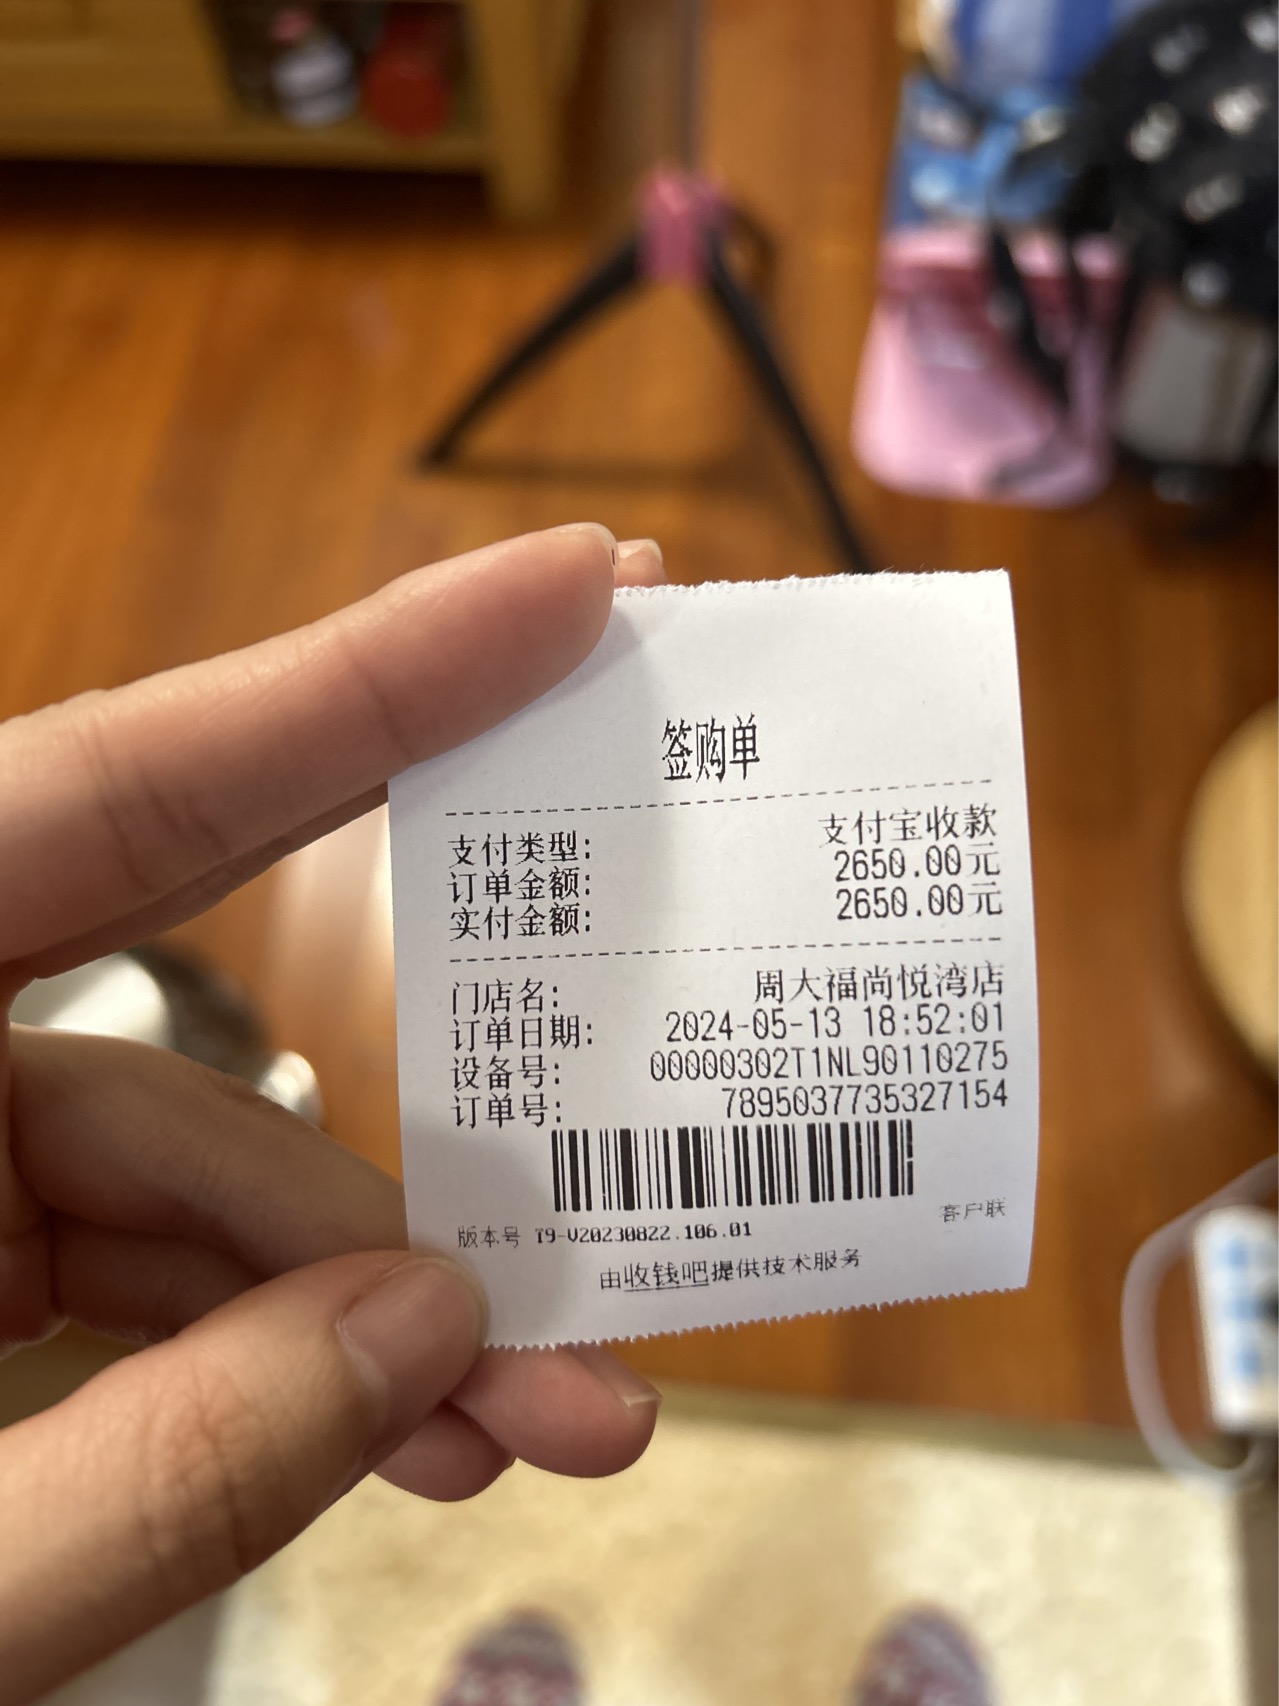 签购单
支付类型: 支付宝收款
订单金额: 2650.00元
实付金额: 2650.00元
门店名: 周大福尚悦湾店
订单日期: 2024-05-13 18:52:01
设备号: 00000302T1NL90110275
订单号: 7895037735327154
客户联
版本号 T9-V20230822.106.01
由收钱吧提供技术服务